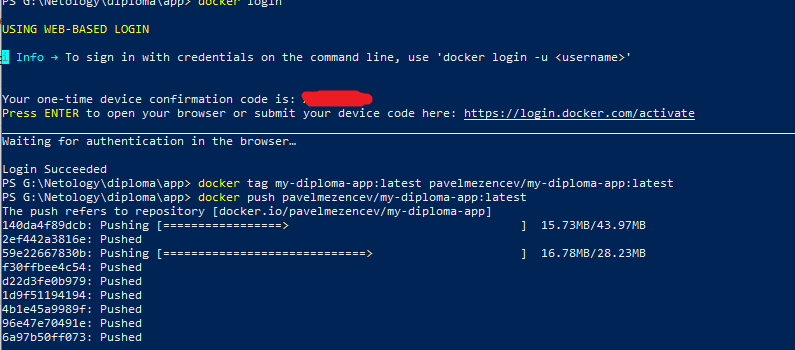 PS G:\Netology\diploma\app> docker login
USING WEB-BASED LOGIN
i Info → To sign in with credentials on the command line, use 'docker login -u <username>'
Your one-time device confirmation code is:
Press ENTER to open your browser or submit your device code here: https://login.docker.com/activate
Waiting for authentication in the browser…
Login Succeeded
PS G:\Netology\diploma\app> docker tag my-diploma-app:latest pavelmezencev/my-diploma-app:latest
PS G:\Netology\diploma\app> docker push pavelmezencev/my-diploma-app:latest
The push refers to repository [docker.io/pavelmezencev/my-diploma-app]
140da4f89dcb: Pushing [=================>                                 ]  15.73MB/43.97MB
2ef442a3816e: Pushed
59e22667830b: Pushing [=============================>                     ]  16.78MB/28.23MB
f30ffbee4c54: Pushed
d22d3fe0b979: Pushed
1d9f51194194: Pushed
4b1e45a9989f: Pushed
96e47e70491e: Pushed
6a97b50ff073: Pushed